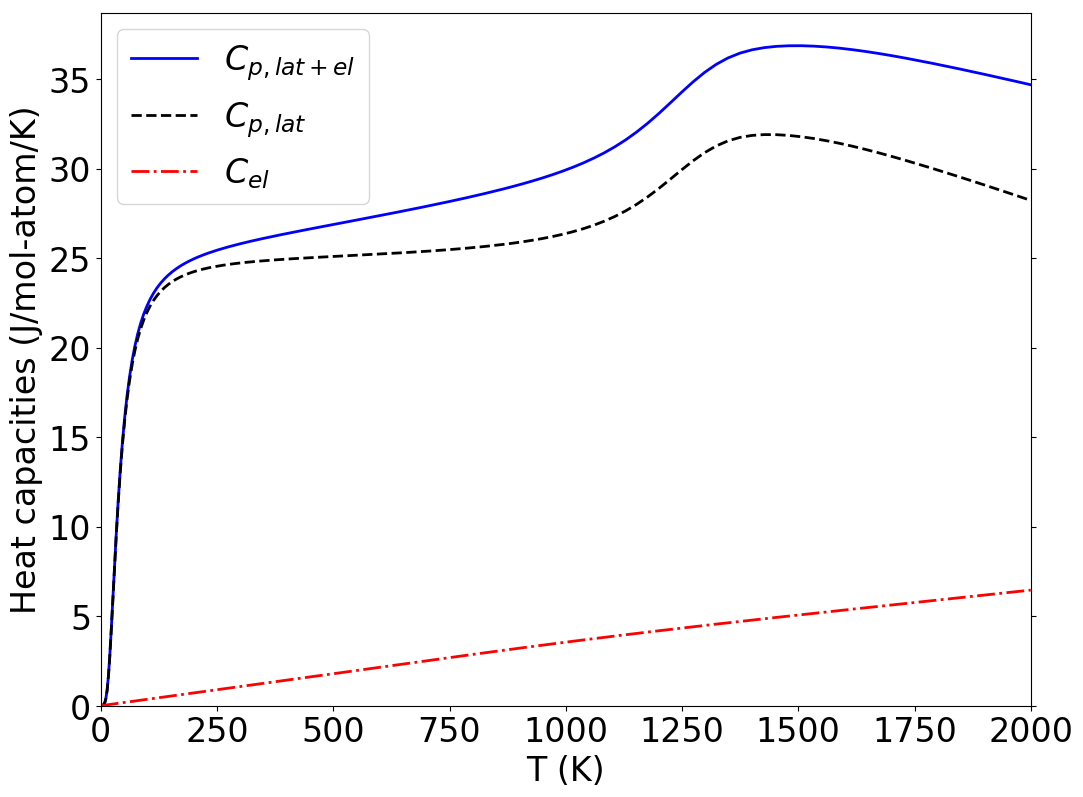 Heat capacities (J/mol-atom/K)
35
30
25
20
15
10
5
0
C_{p, lat+el}
C_{p, lat}
C_{el}
0 250 500 750 1000 1250 1500 1750 2000
T (K)